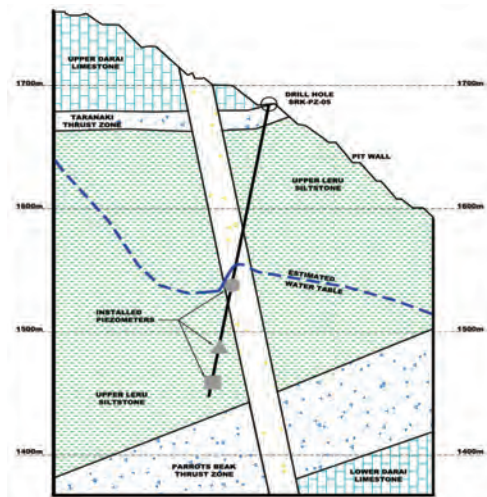 UPPER DARAI
LIMESTONE
1700m.
1700m.
DRILL HOLE
SRK-PZ-05
TARANAKI
THRUST ZONE
PIT WALL
UPPER LERU
SILTSTONE
1600m.
1600m.
ESTIMATED
WATER TABLE
INSTALLED
PIEZOMETERS
1500m.
1500m.
UPPER LERU
SILTSTONE
1400m.
1400m.
PARROTS BEAK
THRUST ZONE
LOWER DARAI
LIMESTONE